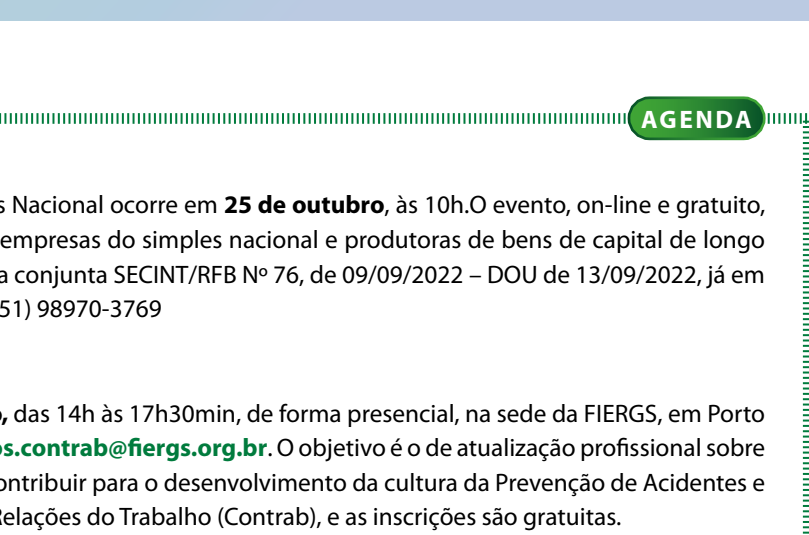 AGENDA
s Nacional ocorre em 25 de outubro, às 10h.O evento, on-line e gratuito,
empresas do simples nacional e produtoras de bens de capital de longo
a conjunta SECINT/RFB Nº 76, de 09/09/2022 – DOU de 13/09/2022, já em
51) 98970-3769
, das 14h às 17h30min, de forma presencial, na sede da FIERGS, em Porto
os.contrab@fiergs.org.br. O objetivo é o de atualização profissional sobre
ontribuir para o desenvolvimento da cultura da Prevenção de Acidentes e
Relações do Trabalho (Contrab), e as inscrições são gratuitas.